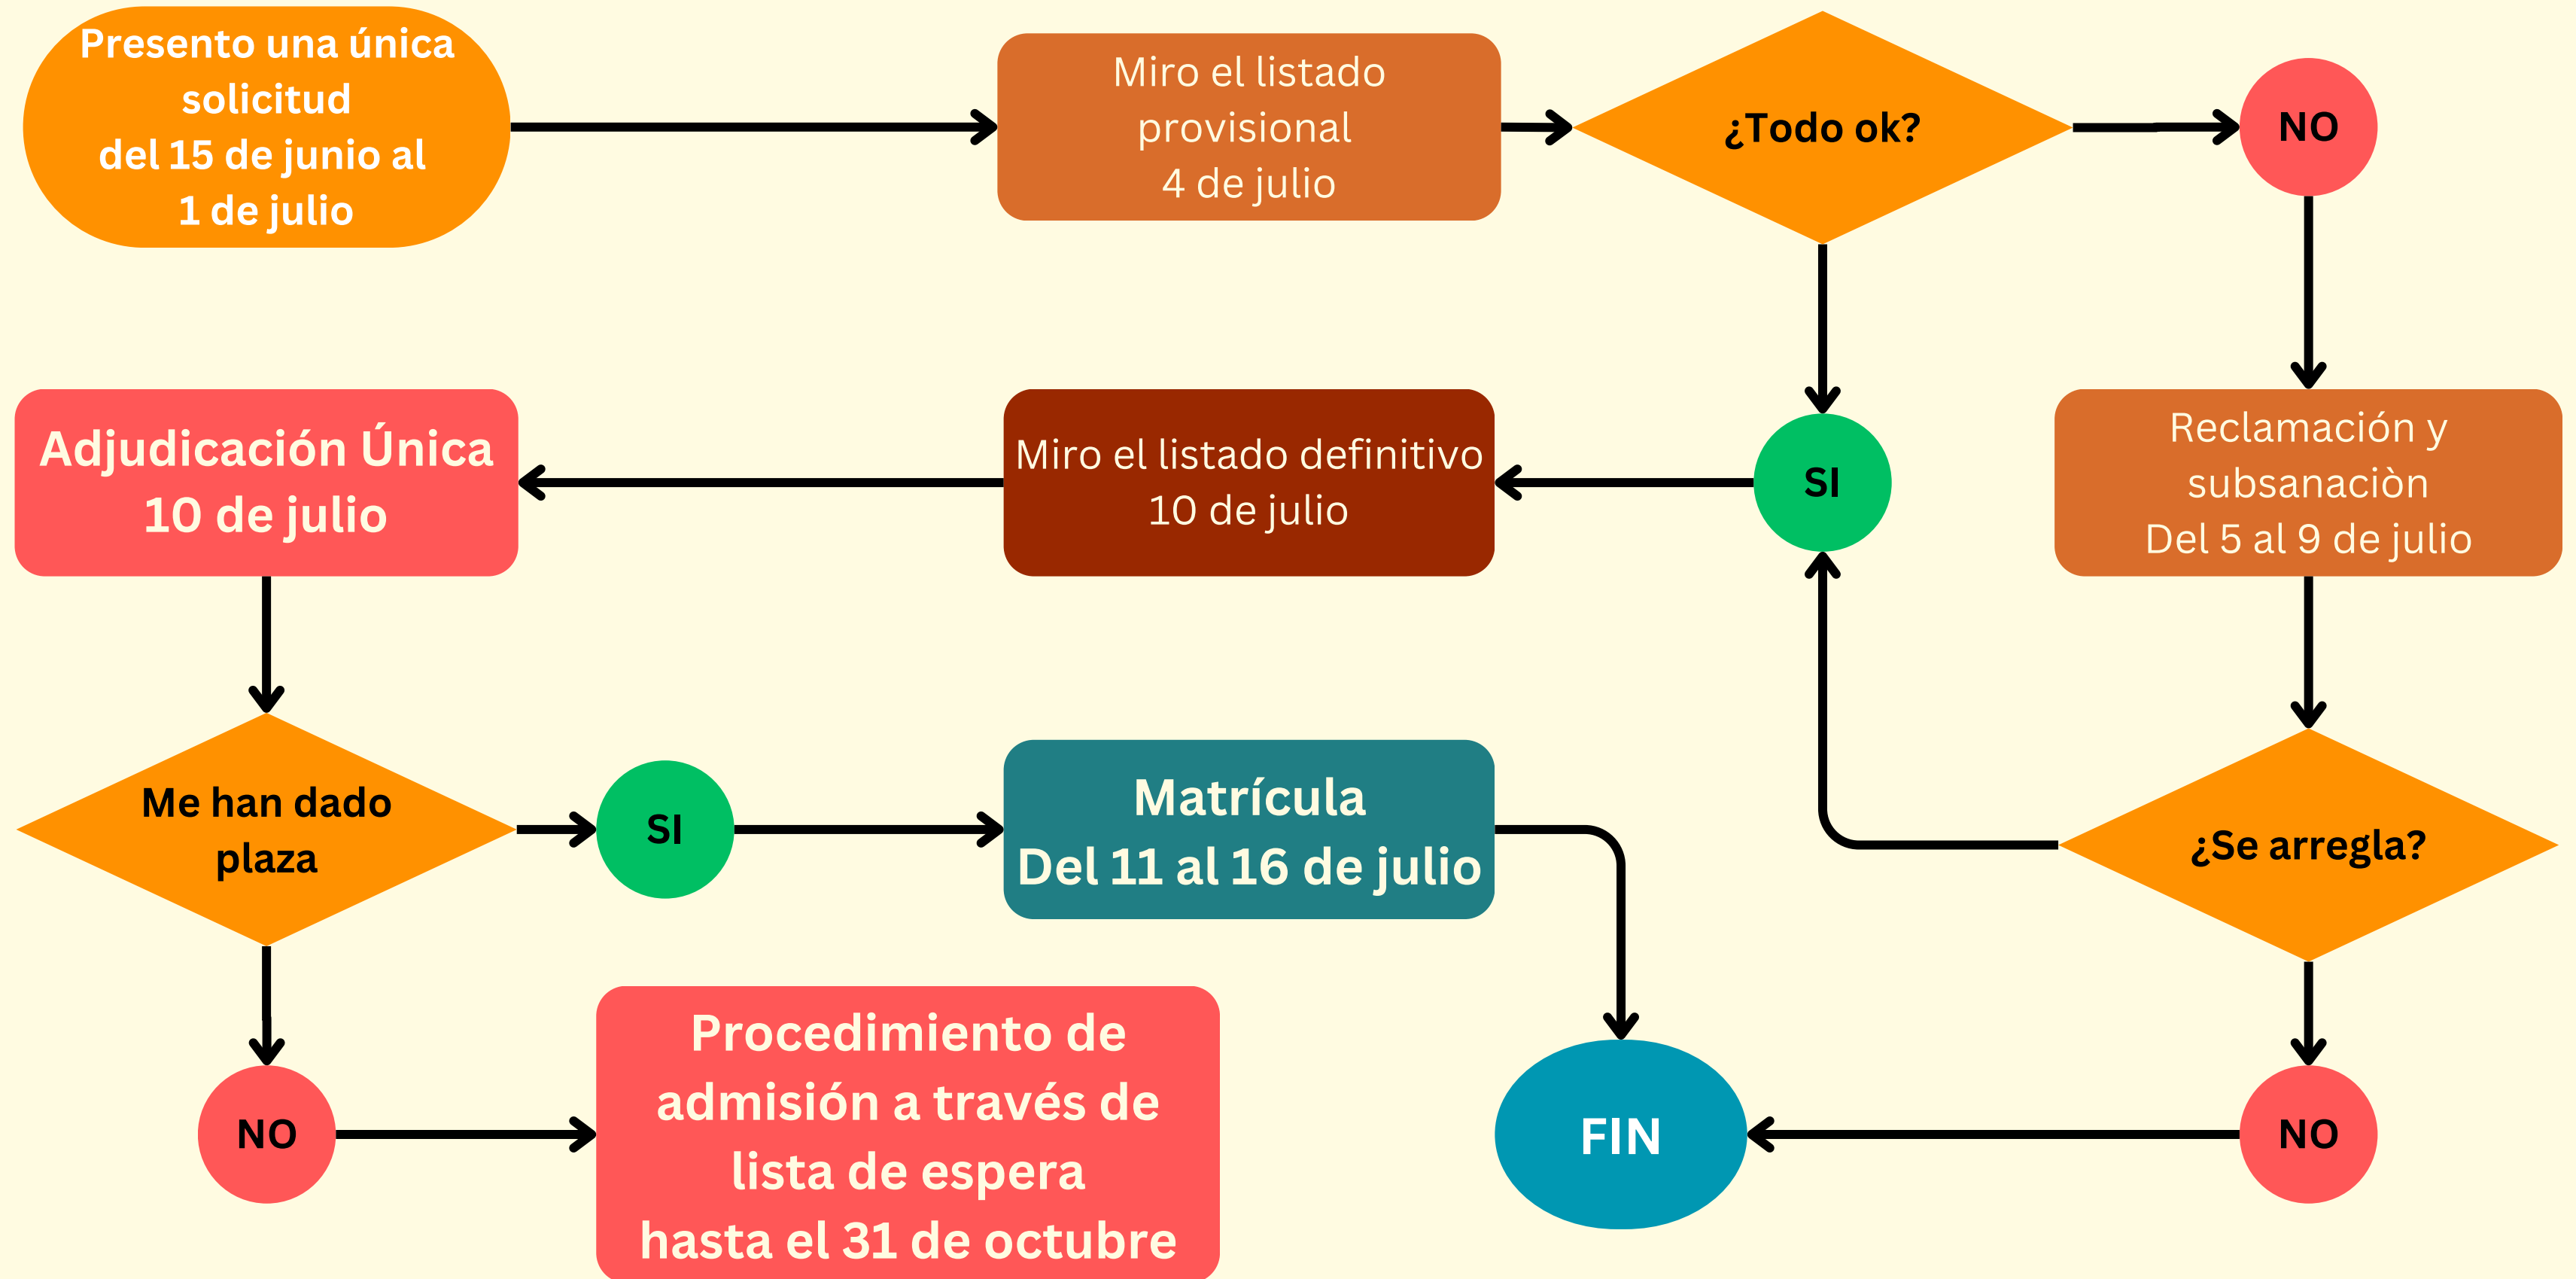 Presento una única
solicitud
del 15 de junio al
1 de julio
Miro el listado
provisional
4 de julio
¿Todo ok?
NO
Adjudicación Única
10 de julio
Miro el listado definitivo
10 de julio
SI
Reclamación y
subsanaciòn
Del 5 al 9 de julio
Me han dado
plaza
SI
Matrícula
Del 11 al 16 de julio
¿Se arregla?
NO
Procedimiento de
admisión a través de
lista de espera
hasta el 31 de octubre
FIN
NO